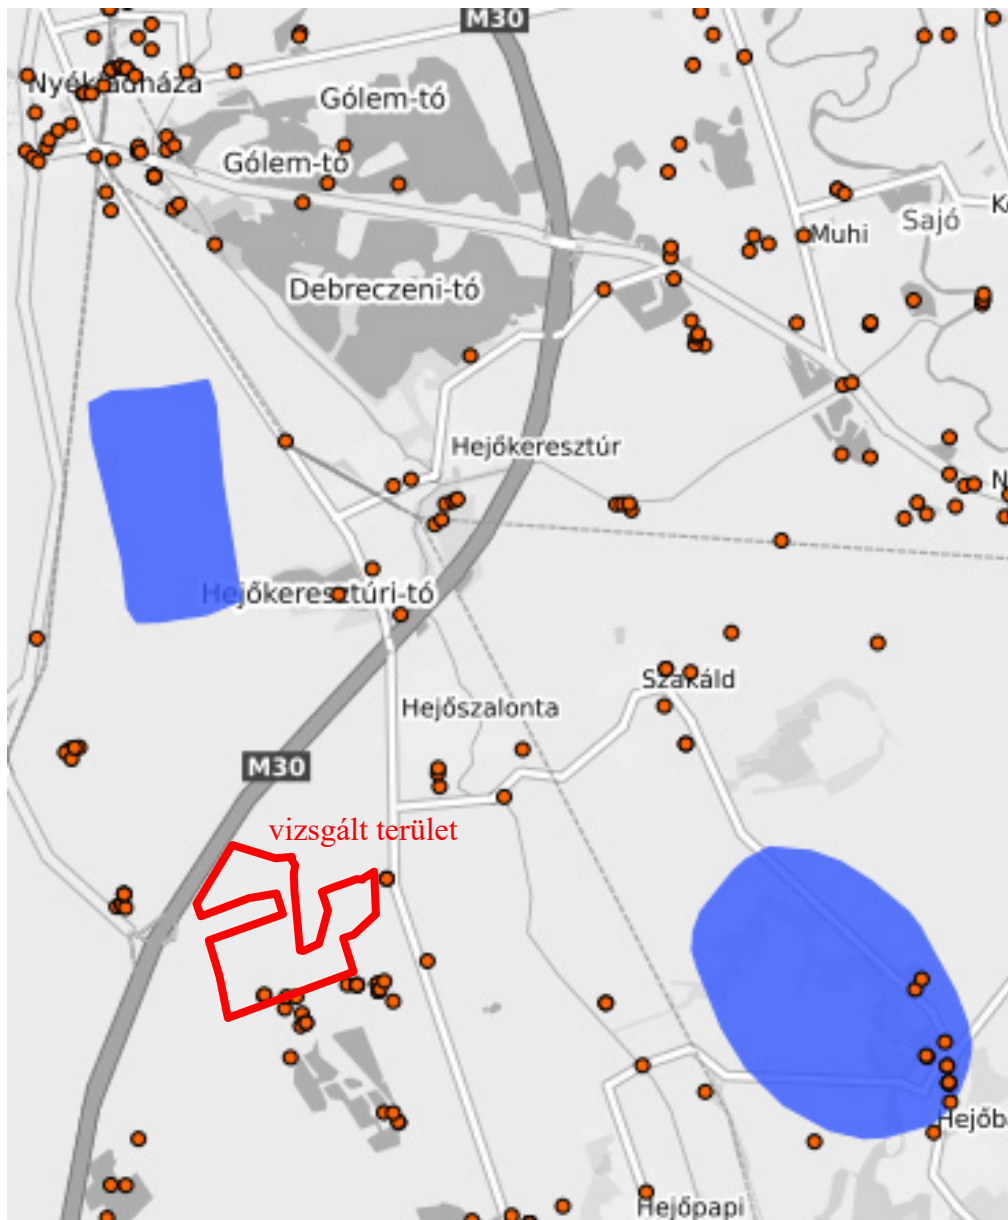 M30
Nyékládháza
Gólem-tó
Gólem-tó
Sajó
Muhi
Debreczeni-tó
Hejőkeresztúr
Hejőkeresztúri-tó
Szakáld
Hejőszalonta
M30
vizsgált terület
Hejőb
Hejőpapi